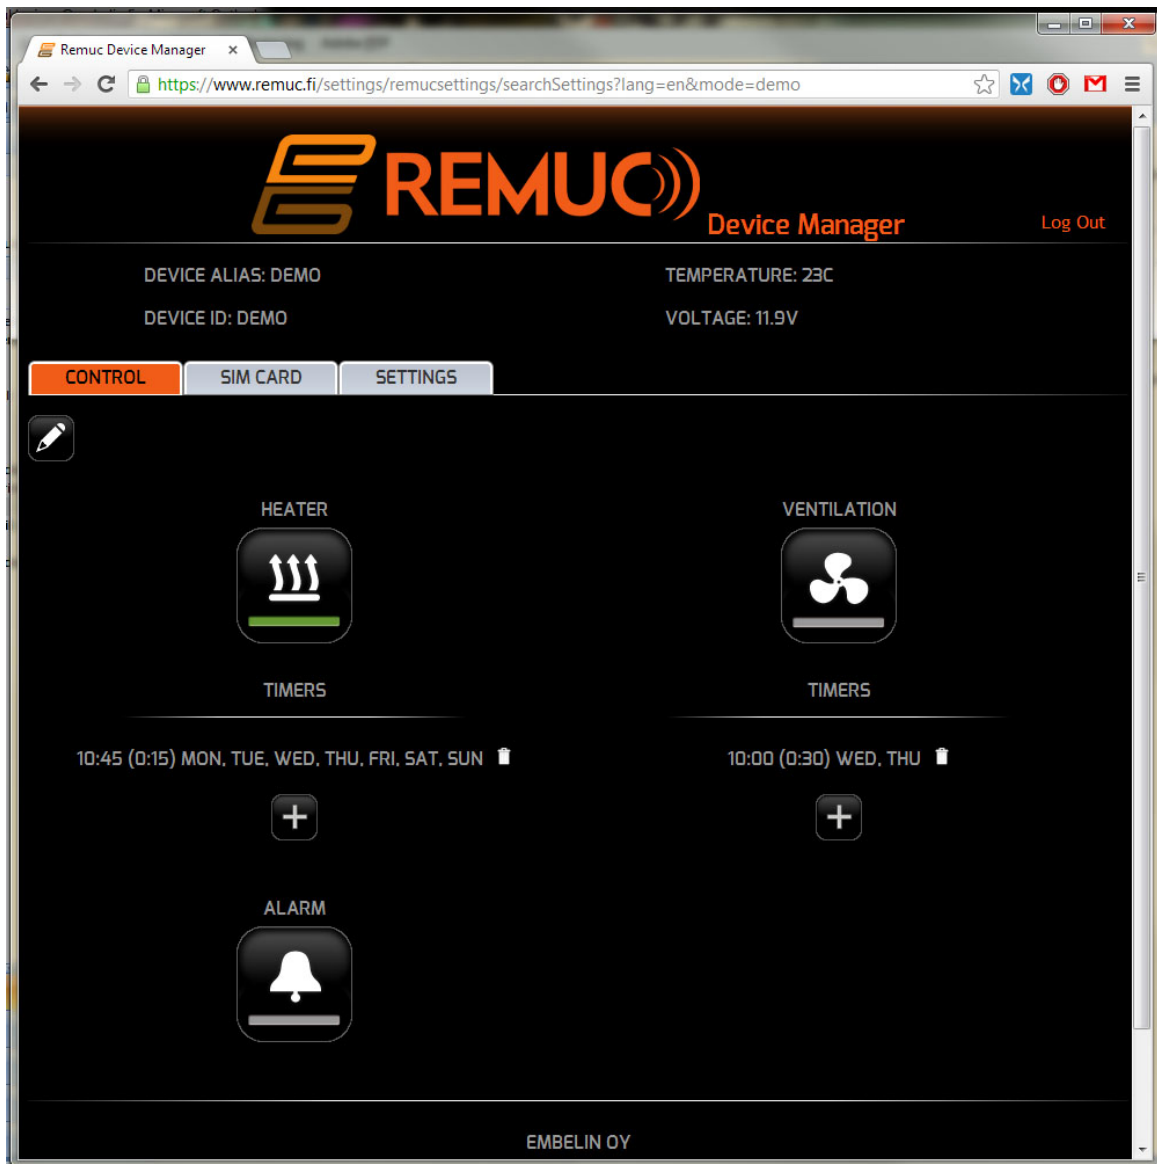 Remuc Device Manager
https://www.remuc.fi/settings/remucsettings/searchSettings?lang=en&mode=demo
REMUC
Device Manager
Log Out
DEVICE ALIAS: DEMO
TEMPERATURE: 23C
DEVICE ID: DEMO
VOLTAGE: 11.9V
CONTROL
SIM CARD
SETTINGS
HEATER
VENTILATION
TIMERS
TIMERS
10:45 (0:15) MON, TUE, WED, THU, FRI, SAT, SUN
10:00 (0:30) WED, THU
ALARM
EMBELIN OY